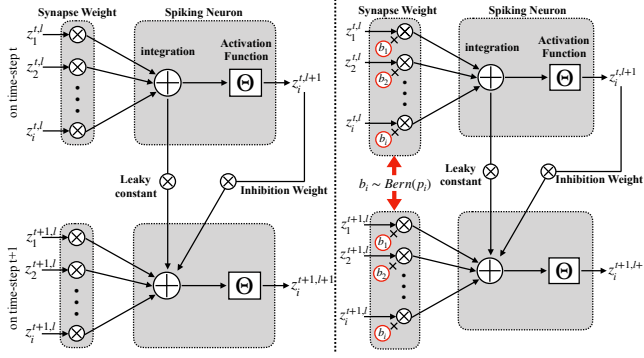 Synapse Weight
Spiking Neuron
on time-step t
z_1^{t,l}
z_2^{t,l}
z_i^{t,l}
integration
Activation
Function
Θ
z_i^{t,l+1}
Leaky
constant
Inhibition Weight
on time-step t+1
z_1^{t+1,l}
z_2^{t+1,l}
z_i^{t+1,l}
Θ
z_i^{t+1,l+1}
Synapse Weight
Spiking Neuron
z_1^{t,l}
b_1
z_2^{t,l}
b_2
z_i^{t,l}
b_i
integration
Activation
Function
Θ
z_i^{t,l+1}
b_i ~ Bern(p_i)
Leaky
constant
Inhibition Weight
z_1^{t+1,l}
b_1
z_2^{t+1,l}
b_2
z_i^{t+1,l}
b_i
Θ
z_i^{t+1,l+